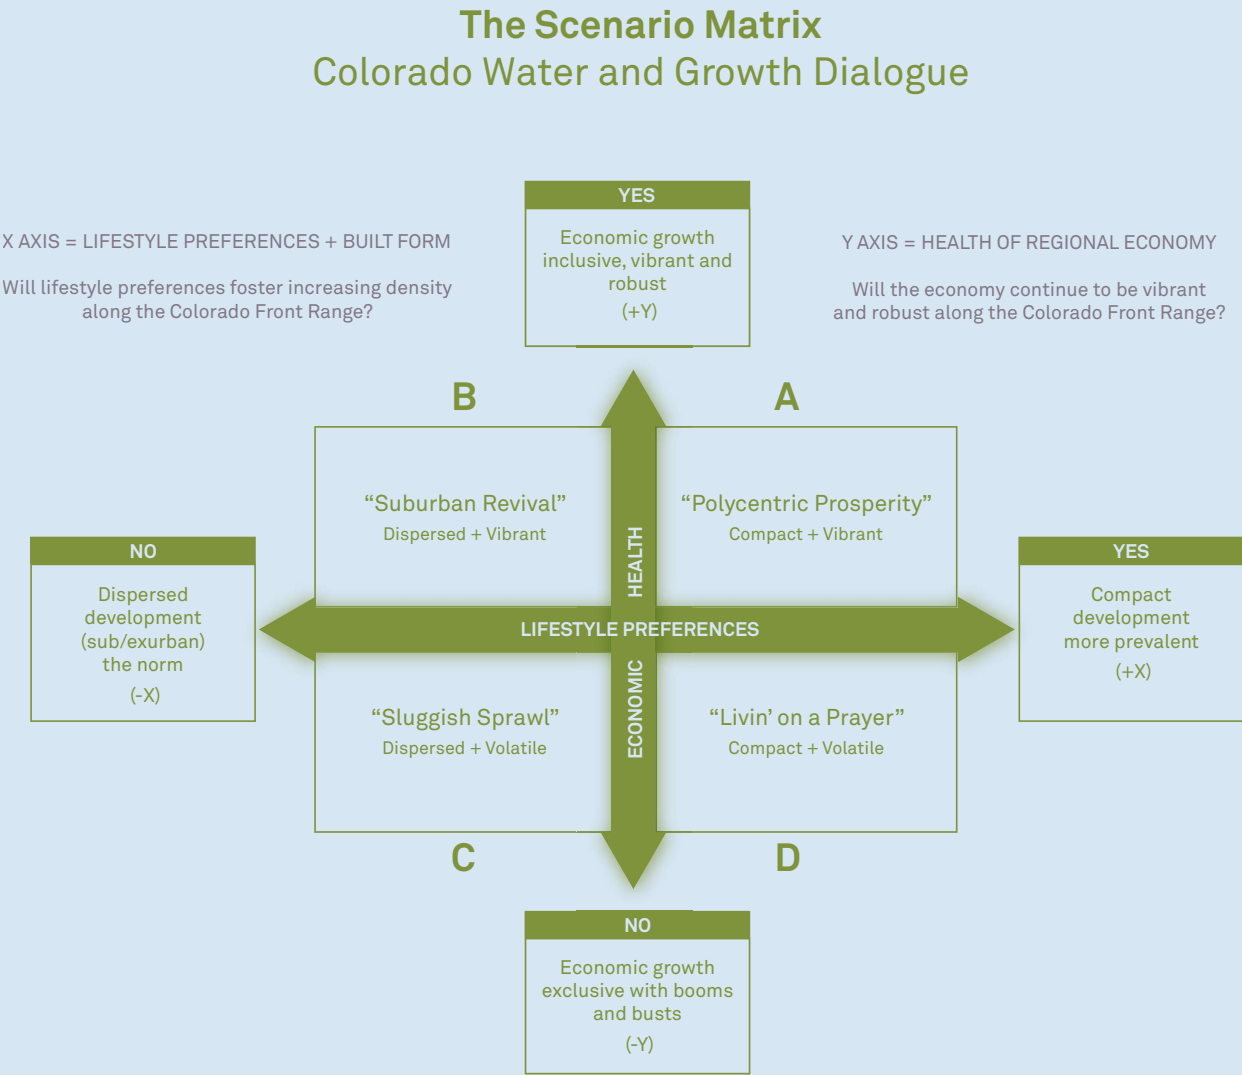 The Scenario Matrix
Colorado Water and Growth Dialogue
X AXIS = LIFESTYLE PREFERENCES + BUILT FORM
Will lifestyle preferences foster increasing density
along the Colorado Front Range?
YES
Economic growth
inclusive, vibrant and
robust
(+Y)
Y AXIS = HEALTH OF REGIONAL ECONOMY
Will the economy continue to be vibrant
and robust along the Colorado Front Range?
B
A
“Suburban Revival”
Dispersed + Vibrant
“Polycentric Prosperity”
Compact + Vibrant
NO
Dispersed
development
(sub/exurban)
the norm
(-X)
LIFESTYLE PREFERENCES
ECONOMIC HEALTH
YES
Compact
development
more prevalent
(+X)
“Sluggish Sprawl”
Dispersed + Volatile
“Livin’ on a Prayer”
Compact + Volatile
C
D
NO
Economic growth
exclusive with booms
and busts
(-Y)